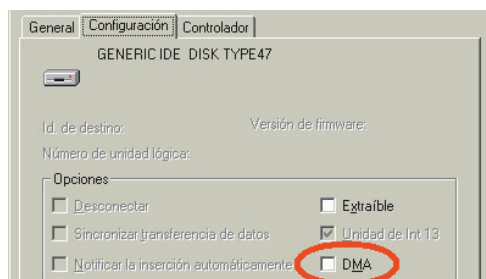 General Configuración Controlador
GENERIC IDE DISK TYPE47
Id. de destino: Versión de firmware:
Número de unidad lógica:
Opciones
Desconectar Extraíble
Sincronizar transferencia de datos Unidad de Int 13
Notificar la inserción automáticamente DMA